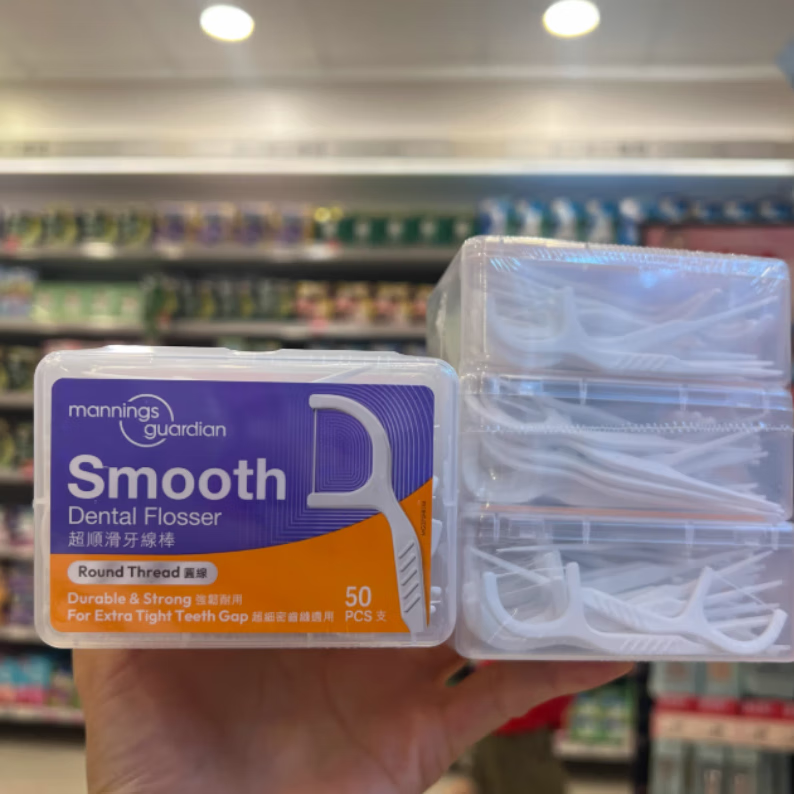 mannings
guardian
Smooth
Dental Flosser
超順滑牙線棒
Round Thread 圓線
Durable & Strong 強韌耐用
For Extra Tight Teeth Gap 超細密齒縫適用
50
PCS 支